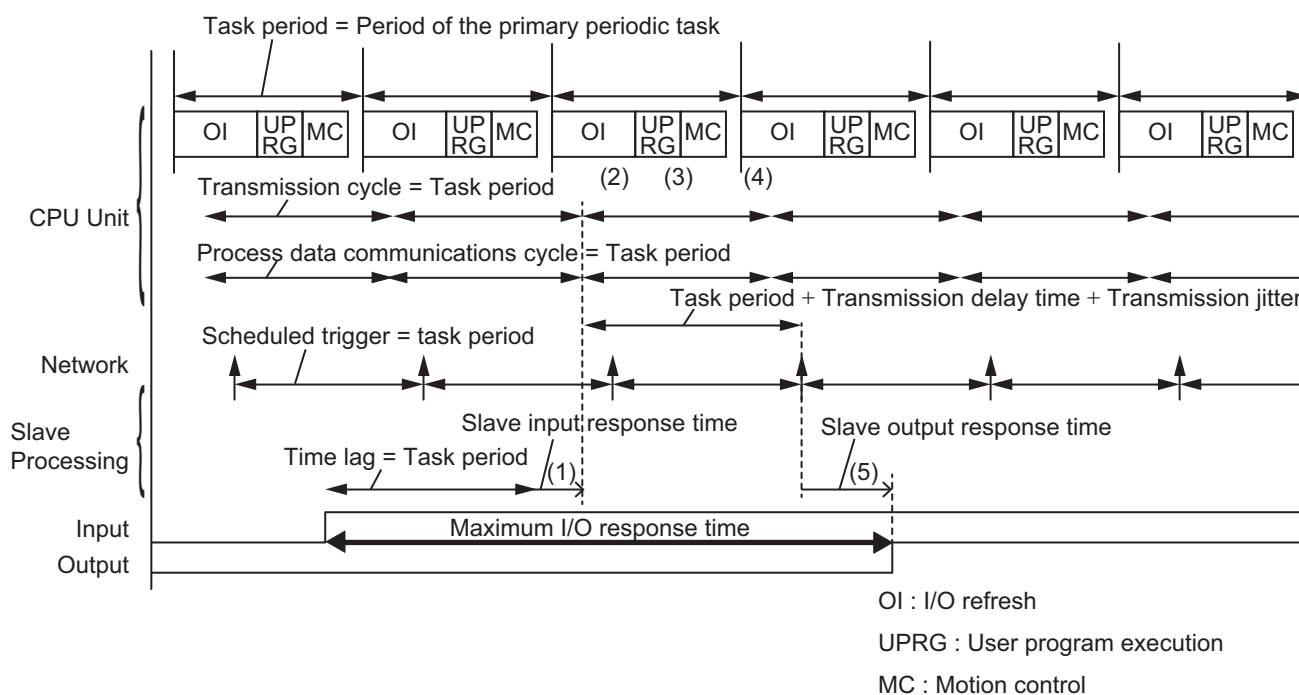 Task period = Period of the primary periodic task
OI UP RG MC OI UP RG MC OI UP RG MC OI UP RG MC OI UP RG MC OI UP RG MC
(2) (3) (4)
Transmission cycle = Task period
CPU Unit
Process data communications cycle = Task period
Task period + Transmission delay time + Transmission jitter
Scheduled trigger = task period
Network
Slave input response time
Slave output response time
Slave
Processing
Time lag = Task period
(1)
(5)
Input
Maximum I/O response time
Output
OI : I/O refresh
UPRG : User program execution
MC : Motion control